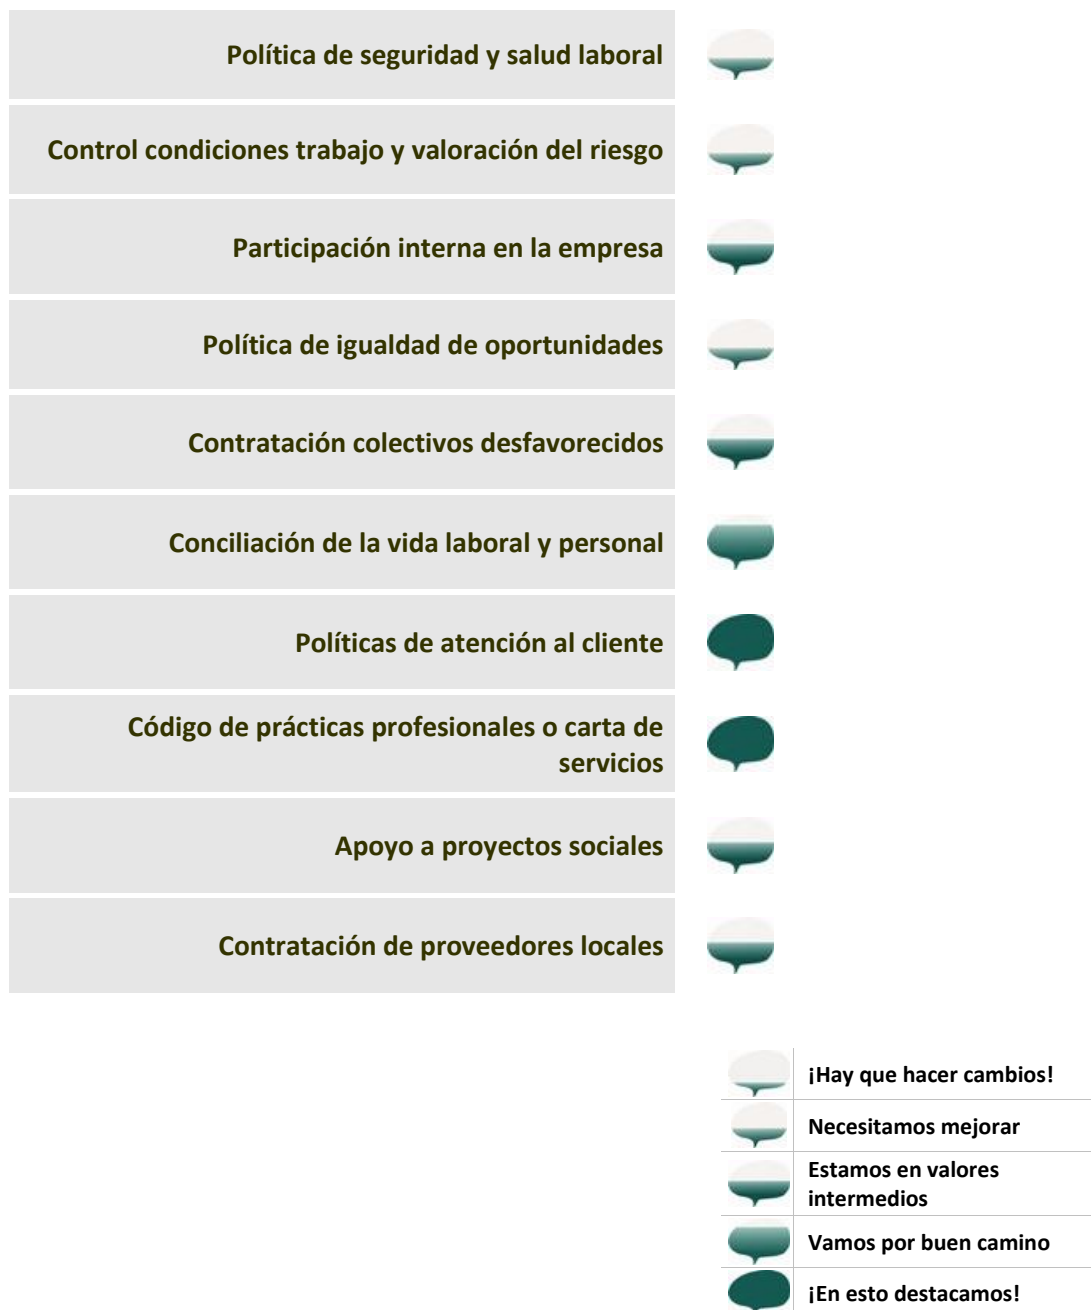 Política de seguridad y salud laboral
Control condiciones trabajo y valoración del riesgo
Participación interna en la empresa
Política de igualdad de oportunidades
Contratación colectivos desfavorecidos
Conciliación de la vida laboral y personal
Políticas de atención al cliente
Código de prácticas profesionales o carta de
servicios
Apoyo a proyectos sociales
Contratación de proveedores locales
¡Hay que hacer cambios!
Necesitamos mejorar
Estamos en valores
intermedios
Vamos por buen camino
¡En esto destacamos!